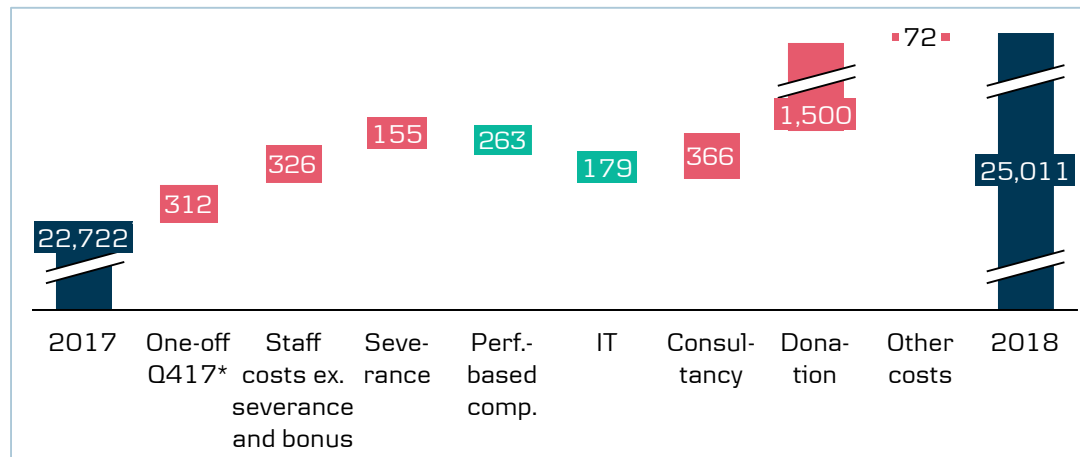 72
1,500
155
263
366
326
179
25,011
312
22,722
2017
One-off
Q417*
Staff
costs ex.
severance
and bonus
Seve-
rance
Perf.-
based
comp.
IT
Consul-
tancy
Dona-
tion
Other
costs
2018